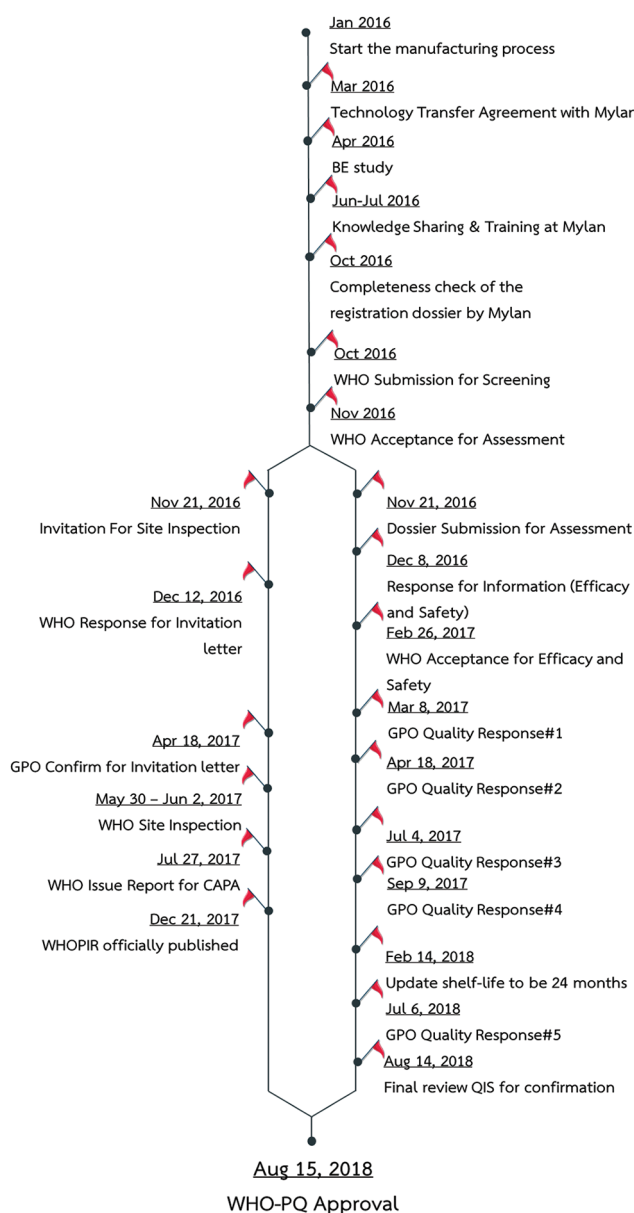 Jan 2016
Start the manufacturing process
Mar 2016
Technology Transfer Agreement with Mylan
Apr 2016
BE study
Jun-Jul 2016
Knowledge Sharing & Training at Mylan
Oct 2016
Completeness check of the
registration dossier by Mylan
Oct 2016
WHO Submission for Screening
Nov 2016
WHO Acceptance for Assessment
Nov 21, 2016
Invitation For Site Inspection
Dec 12, 2016
WHO Response for Invitation
letter
Apr 18, 2017
GPO Confirm for Invitation letter
May 30 – Jun 2, 2017
WHO Site Inspection
Jul 27, 2017
WHO Issue Report for CAPA
Dec 21, 2017
WHOPIR officially published
Nov 21, 2016
Dossier Submission for Assessment
Dec 8, 2016
Response for Information (Efficacy
and Safety)
Feb 26, 2017
WHO Acceptance for Efficacy and
Safety
Mar 8, 2017
GPO Quality Response#1
Apr 18, 2017
GPO Quality Response#2
Jul 4, 2017
GPO Quality Response#3
Sep 9, 2017
GPO Quality Response#4
Feb 14, 2018
Update shelf-life to be 24 months
Jul 6, 2018
GPO Quality Response#5
Aug 14, 2018
Final review QIS for confirmation
Aug 15, 2018
WHO-PQ Approval